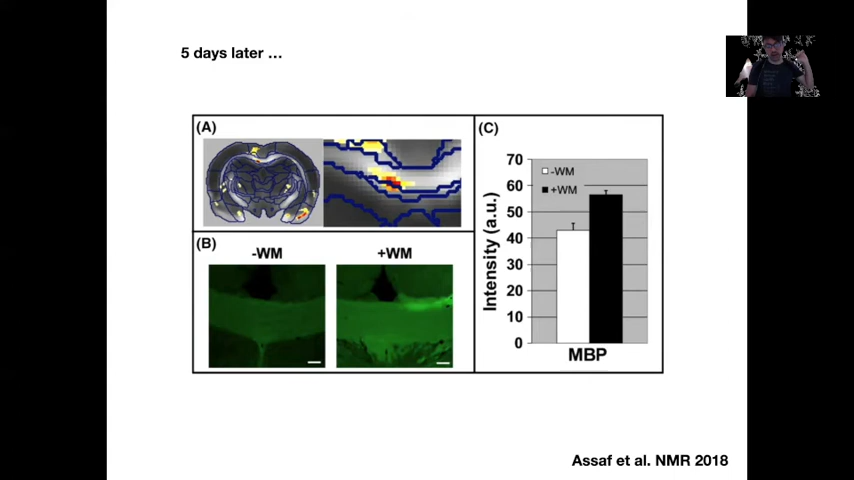 5 days later …
(A)
(B)
-WM
+WM
(C)
Intensity (a.u.)
70
60
50
40
30
20
10
0
-WM
+WM
MBP
Assaf et al. NMR 2018